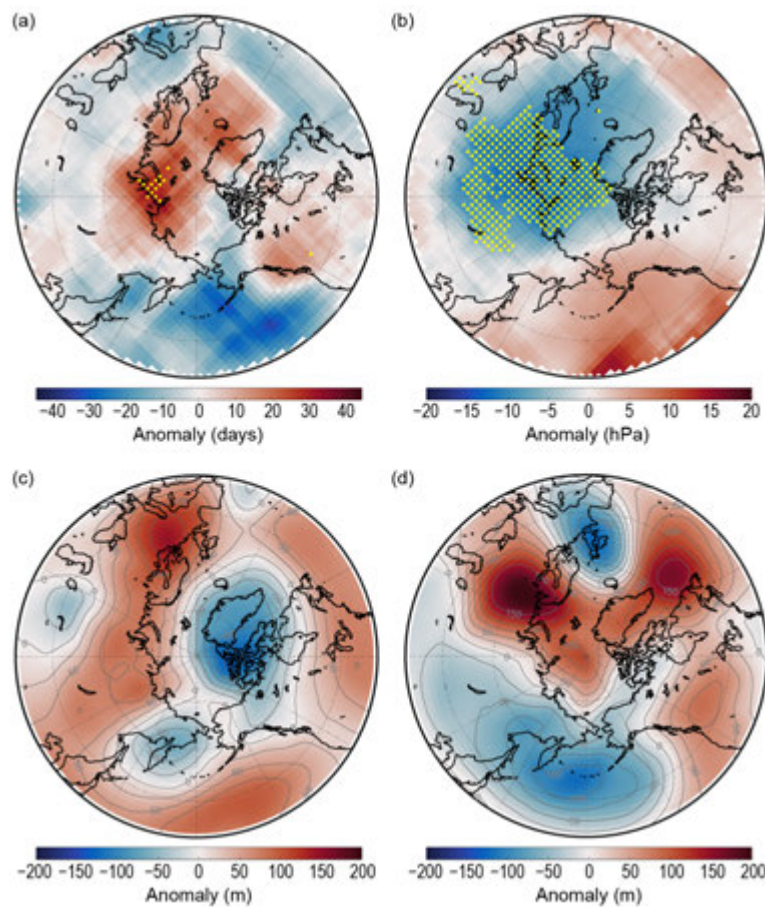 (a)
(b)
−40 −30 −20 −10 0 10 20 30 40
Anomaly (days)
−20 −15 −10 −5 0 5 10 15 20
Anomaly (hPa)
(c)
(d)
−200 −150 −100 −50 0 50 100 150 200
Anomaly (m)
−200 −150 −100 −50 0 50 100 150 200
Anomaly (m)